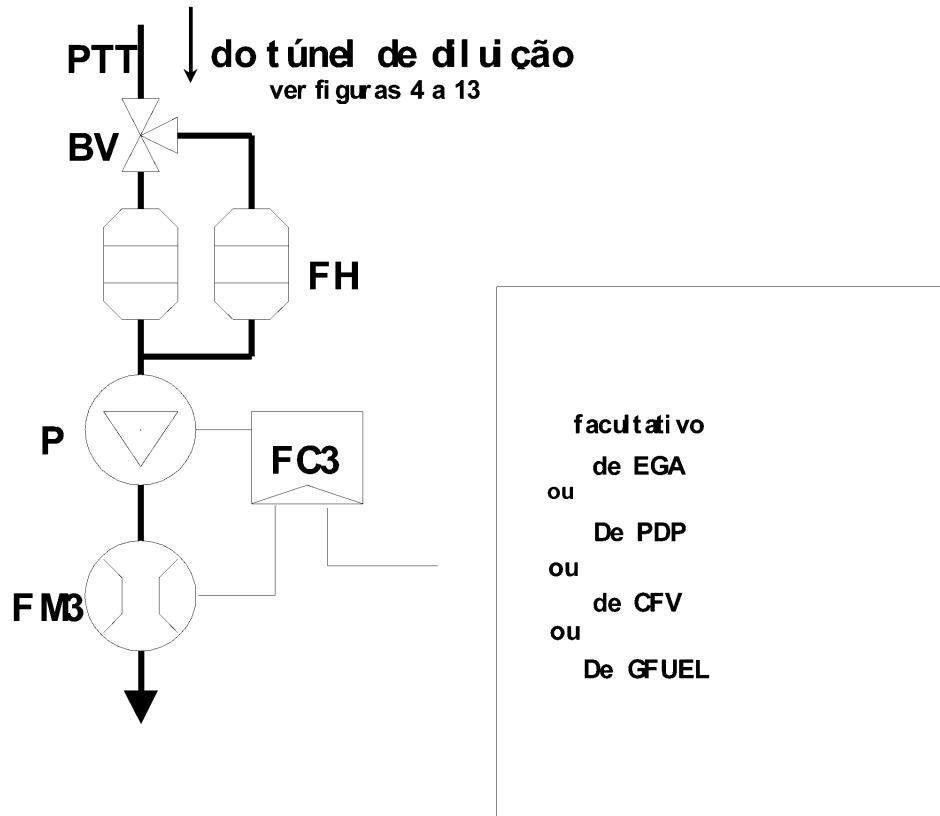 PTT
do túnel de diluição
ver figuras 4 a 13
BV
FH
P
FC3
FM3
facultativo
de EGA
ou
De PDP
ou
de CFV
ou
De GFUEL